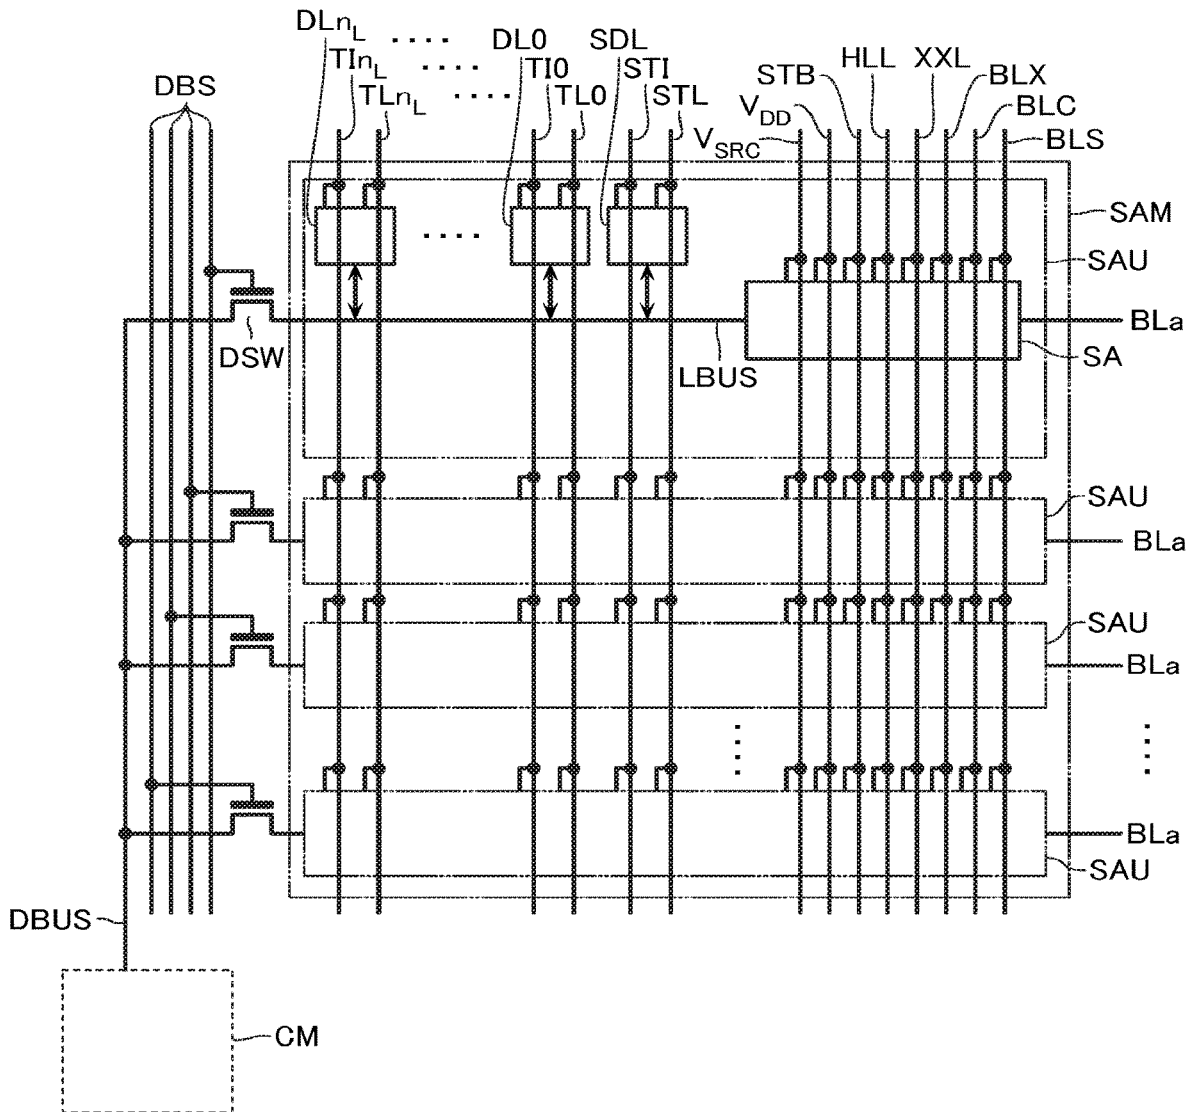 DLnL ････
TInL ････
TLnL ････
DL0
TI0
TL0
SDL
STI
STL
DBS
VSRC
VDD
STB
HLL
XXL
BLX
BLC
BLS
SAM
SAU
････
BLa
SA
DSW
LBUS
SAU
BLa
SAU
BLa
････
････
BLa
SAU
DBUS
CM